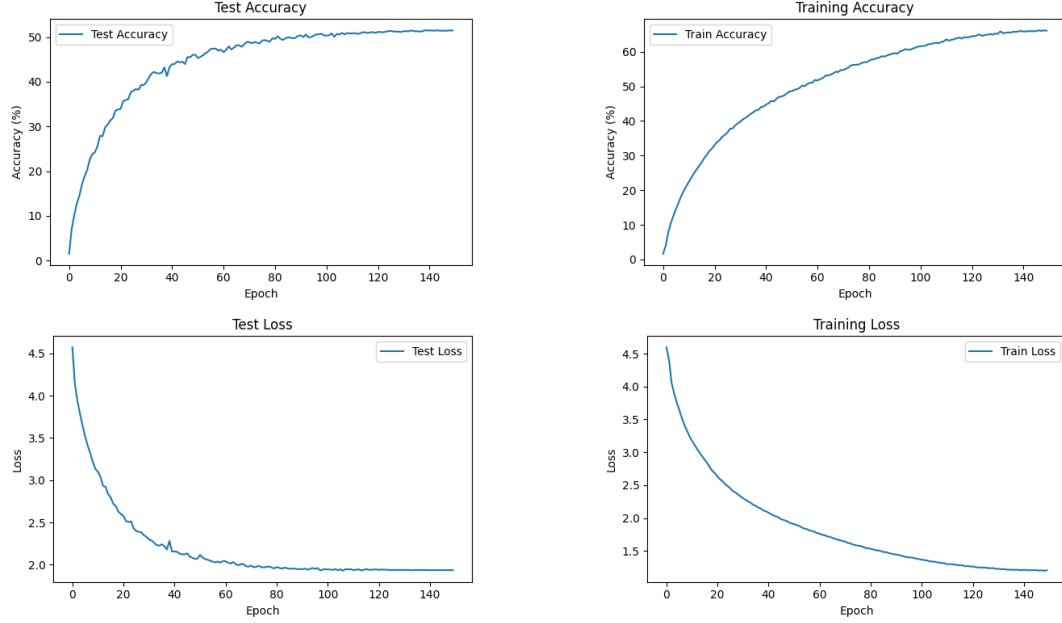 Test Accuracy
Test Accuracy
Accuracy (%)
50
40
30
20
10
0
0 20 40 60 80 100 120 140
Epoch
Training Accuracy
Train Accuracy
Accuracy (%)
60
50
40
30
20
10
0
0 20 40 60 80 100 120 140
Epoch
Test Loss
Test Loss
Loss
4.5
4.0
3.5
3.0
2.5
2.0
0 20 40 60 80 100 120 140
Epoch
Training Loss
Train Loss
Loss
4.5
4.0
3.5
3.0
2.5
2.0
1.5
0 20 40 60 80 100 120 140
Epoch